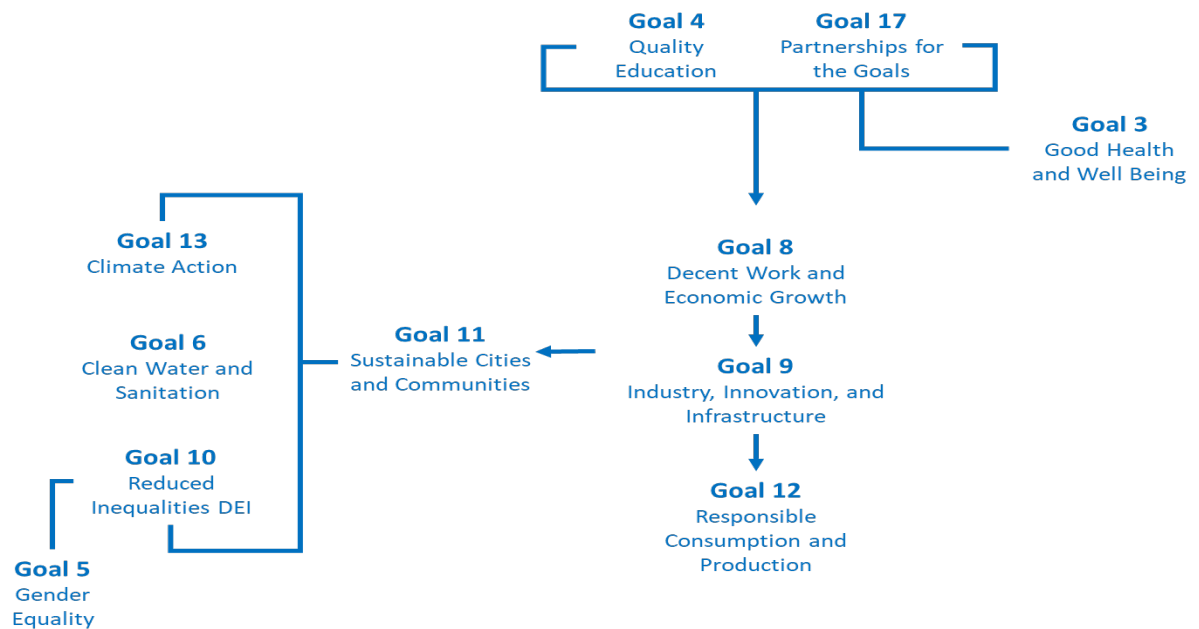 Goal 4
Quality
Education
Goal 17
Partnerships for
the Goals
Goal 3
Good Health
and Well Being
Goal 13
Climate Action
Goal 8
Decent Work and
Economic Growth
Goal 6
Clean Water and
Sanitation
Goal 11
Sustainable Cities
and Communities
Goal 9
Industry, Innovation, and
Infrastructure
Goal 10
Reduced
Inequalities DEI
Goal 12
Responsible
Consumption and
Production
Goal 5
Gender
Equality